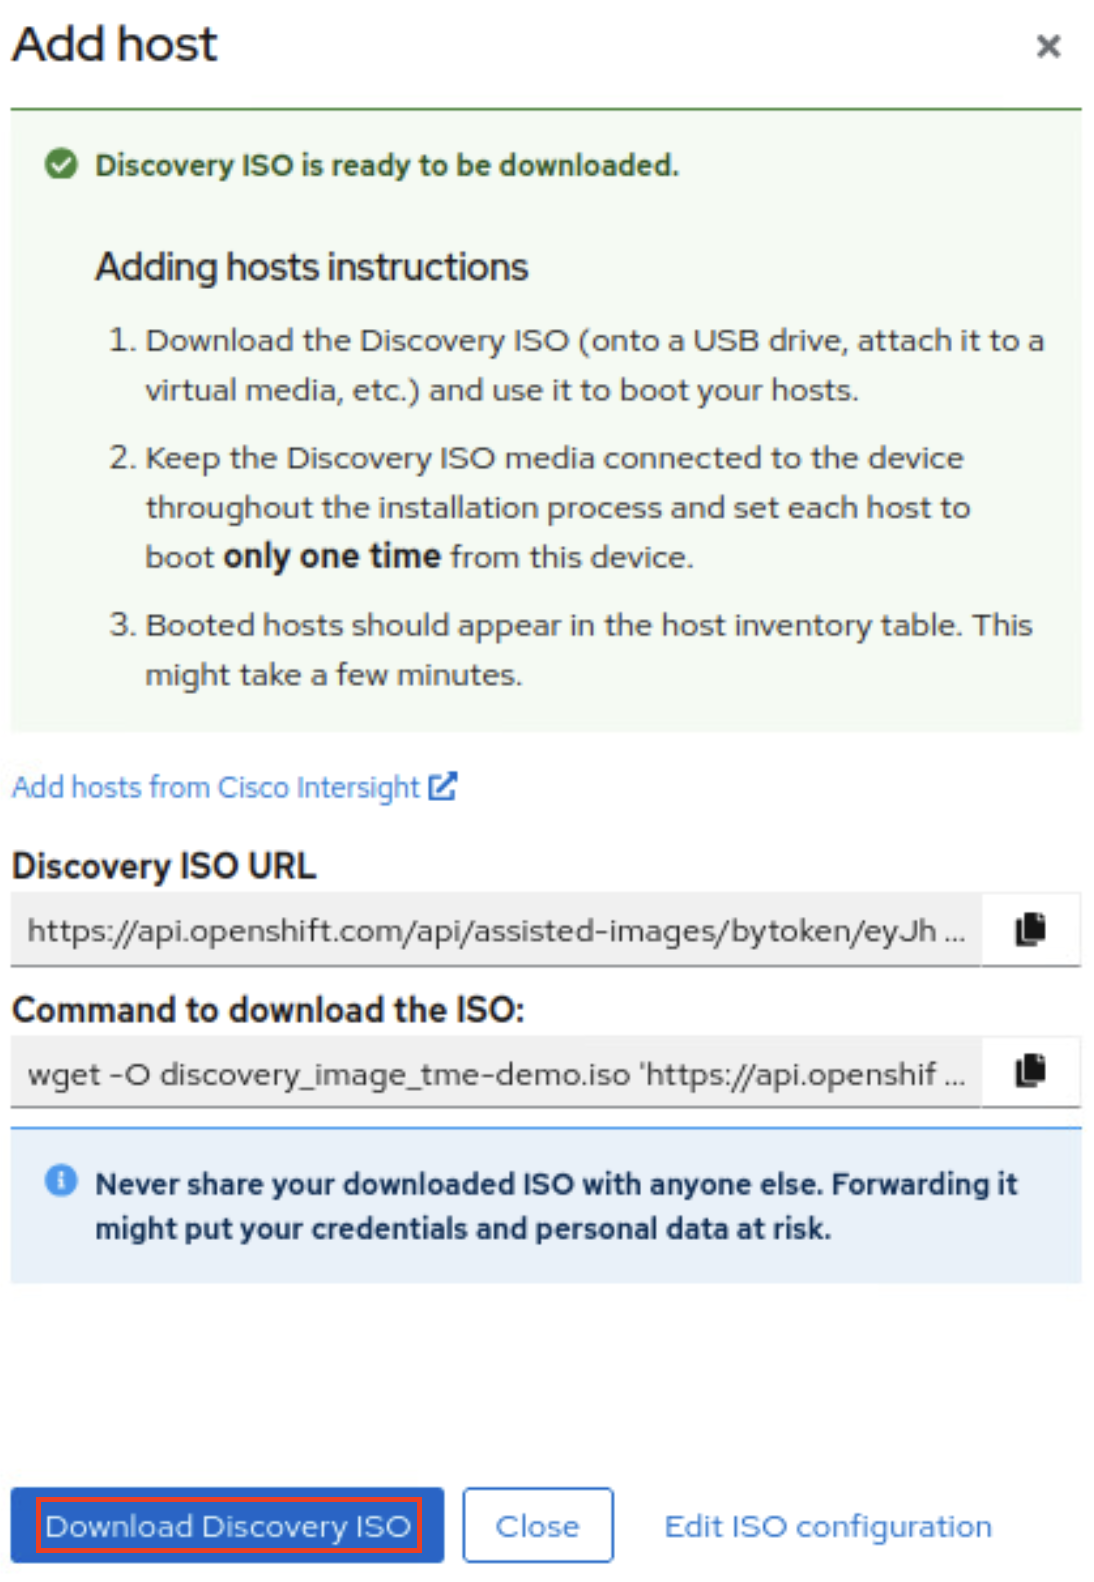 Add host
Discovery ISO is ready to be downloaded.
Adding hosts instructions
1. Download the Discovery ISO (onto a USB drive, attach it to a
virtual media, etc.) and use it to boot your hosts.
2. Keep the Discovery ISO media connected to the device
throughout the installation process and set each host to
boot only one time from this device.
3. Booted hosts should appear in the host inventory table. This
might take a few minutes.
Add hosts from Cisco Intersight
Discovery ISO URL
https://api.openshift.com/api/assisted-images/bytoken/eyJh ...
Command to download the ISO:
wget -O discovery_image_tme-demo.iso 'https://api.openshif ...
Never share your downloaded ISO with anyone else. Forwarding it
might put your credentials and personal data at risk.
Download Discovery ISO Close Edit ISO configuration